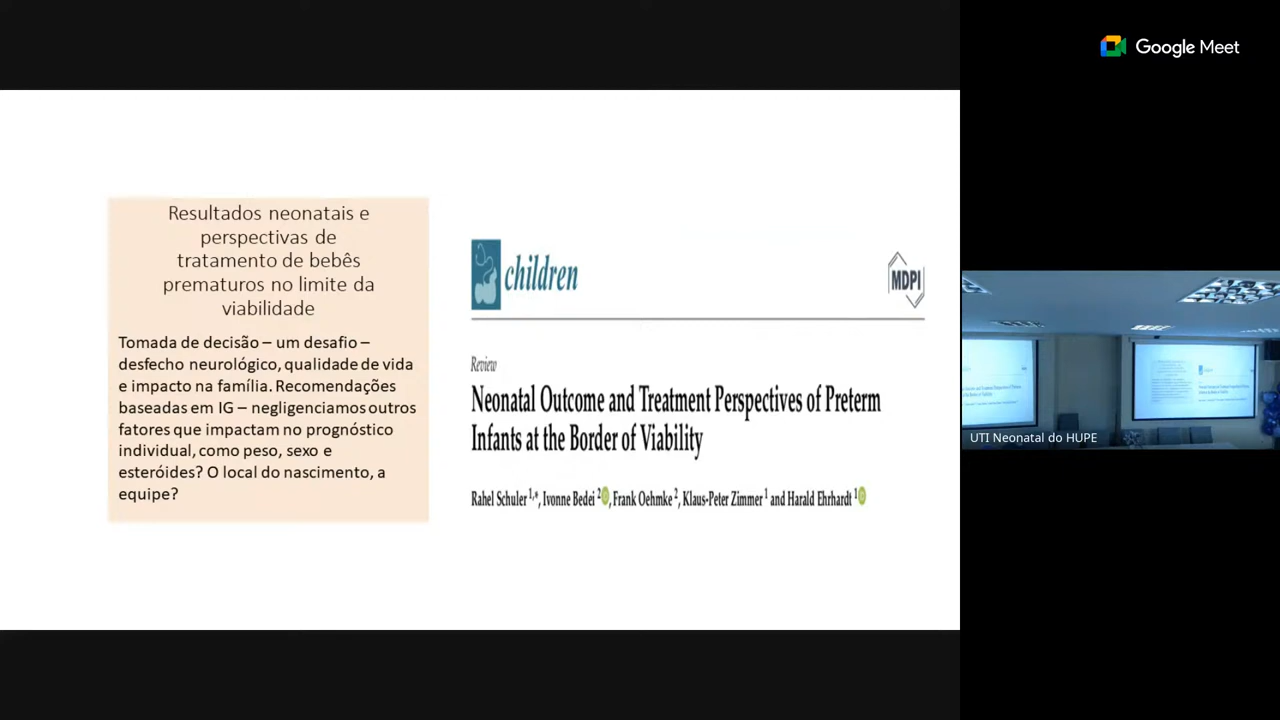 Google Meet
Resultados neonatais e
perspectivas de
tratamento de bebês
prematuros no limite da
viabilidade
Tomada de decisão – um desafio –
desfecho neurológico, qualidade de vida
e impacto na família. Recomendações
baseadas em IG – negligenciamos outros
fatores que impactam no prognóstico
individual, como peso, sexo e
esteróides? O local do nascimento, a
equipe?
children
MDPI
Review
Neonatal Outcome and Treatment Perspectives of Preterm
Infants at the Border of Viability
Rahel Schuler 1,*, Ivonne Bedei 2, Frank Oehmke 2, Klaus-Peter Zimmer 1 and Harald Ehrhardt 1
UTI Neonatal do HUPE